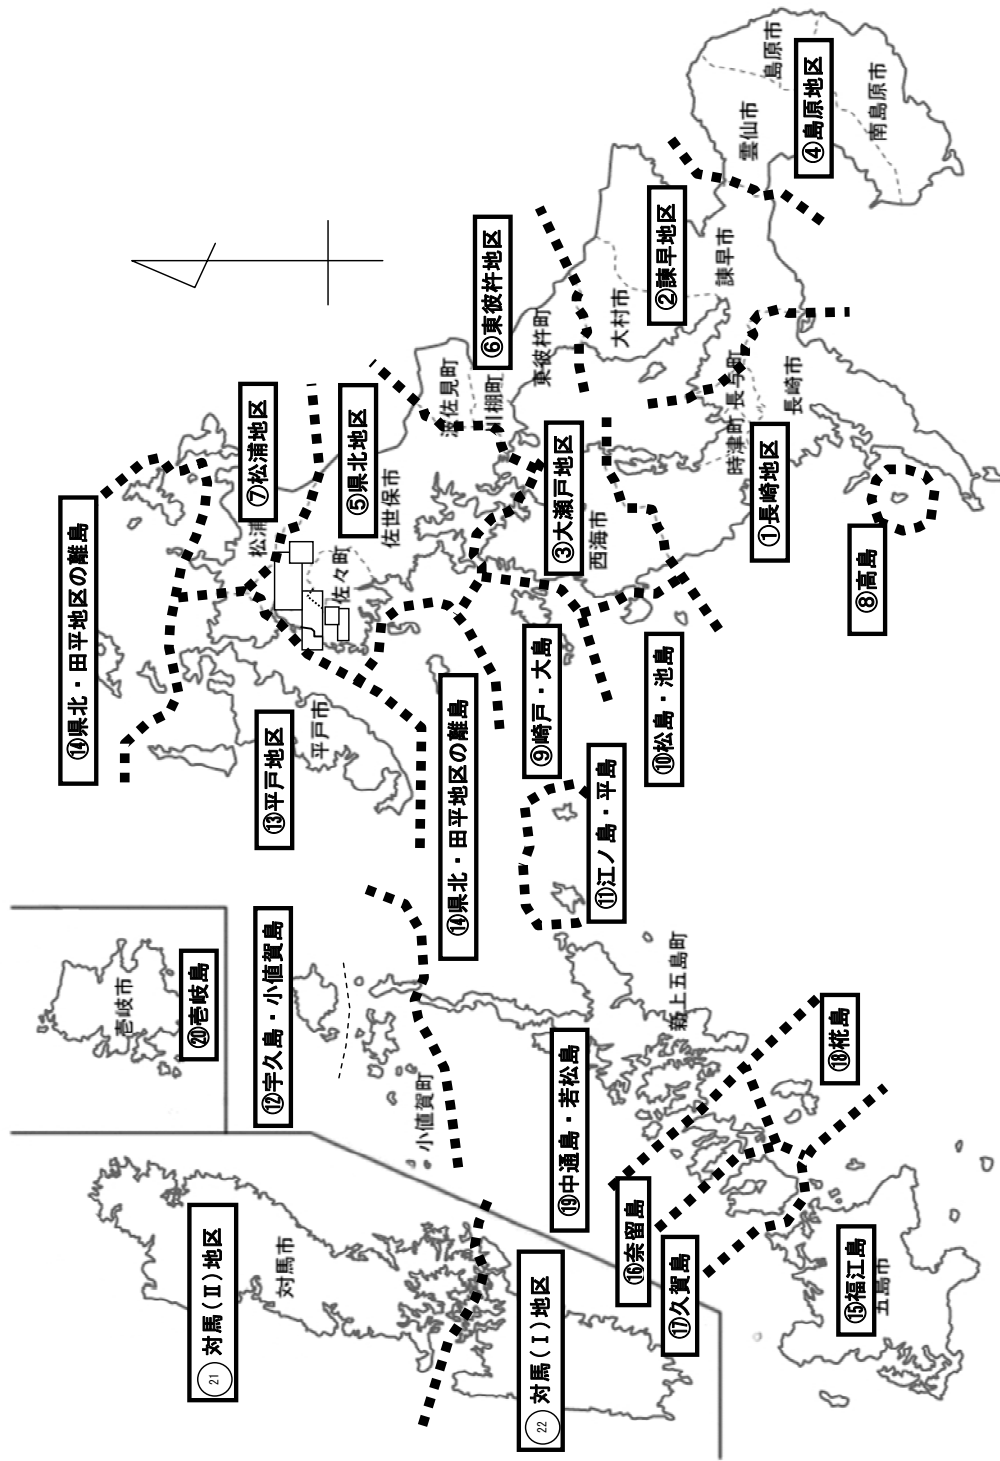 ⑭県北・田平地区の離島
⑦松浦地区
松浦
⑤県北地区
佐世保市
佐々町
⑬平戸地区
平戸市
⑥東彼杵地区
東彼杵町
波佐見町
川棚町
②諫早地区
諫早市
大村市
④島原地区
島原市
雲仙市
南島原市
③大瀬戸地区
西海市
①長崎地区
長崎市
時津町
長与町
⑧高島
⑨崎戸・大島
⑩松島・池島
⑪江ノ島・平島
⑭県北・田平地区の離島
⑫宇久島・小値賀島
小値賀町
⑳壱岐島
壱岐市
⑲中通島・若松島
新上五島町
⑱椛島
⑯奈留島
⑰久賀島
⑮福江島
五島市
21 対馬(Ⅱ)地区
対馬市
22 対馬(Ⅰ)地区